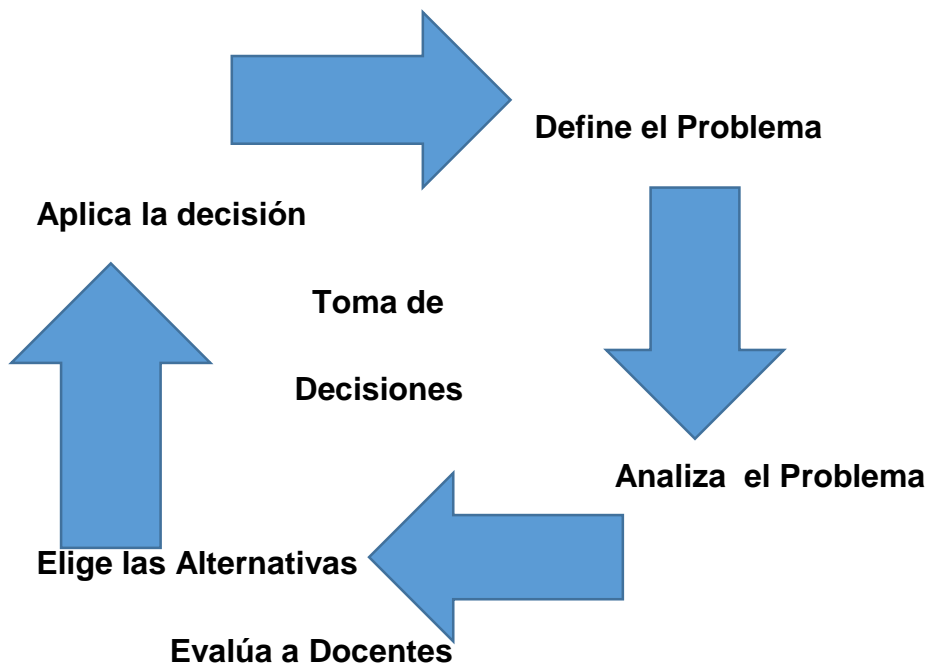 Define el Problema
Aplica la decisión
Toma de
Decisiones
Analiza  el Problema
Elige las Alternativas
Evalúa a Docentes